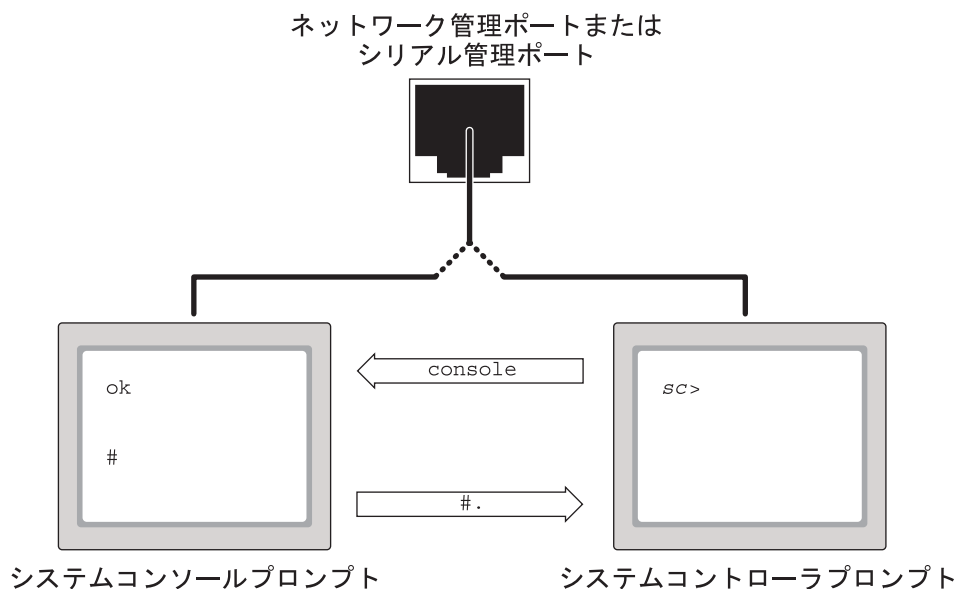 ネットワーク管理ポートまたは
シリアル管理ポート
ok
#
console
#.
sc>
システムコンソールプロンプト
システムコントローラプロンプト